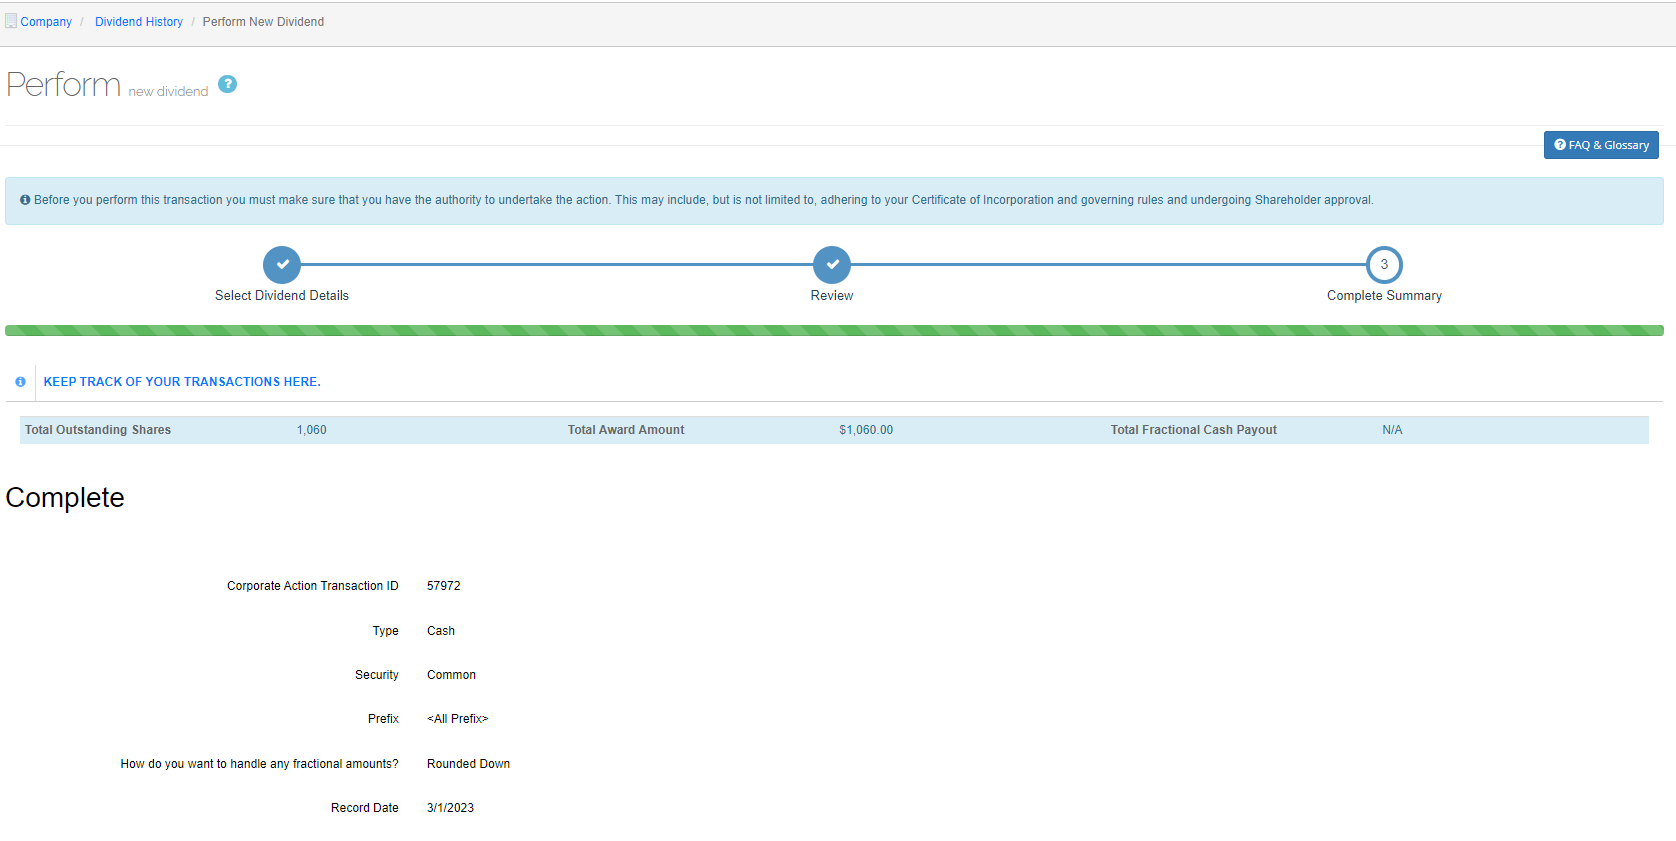 Company / Dividend History / Perform New Dividend
Perform new dividend ?
? FAQ & Glossary
Before you perform this transaction you must make sure that you have the authority to undertake the action. This may include, but is not limited to, adhering to your Certificate of Incorporation and governing rules and undergoing Shareholder approval.
3
Select Dividend Details Review Complete Summary
KEEP TRACK OF YOUR TRANSACTIONS HERE.
Total Outstanding Shares 1,060 Total Award Amount $1,060.00 Total Fractional Cash Payout N/A
Complete
Corporate Action Transaction ID 57972
Type Cash
Security Common
Prefix <All Prefix>
How do you want to handle any fractional amounts? Rounded Down
Record Date 3/1/2023